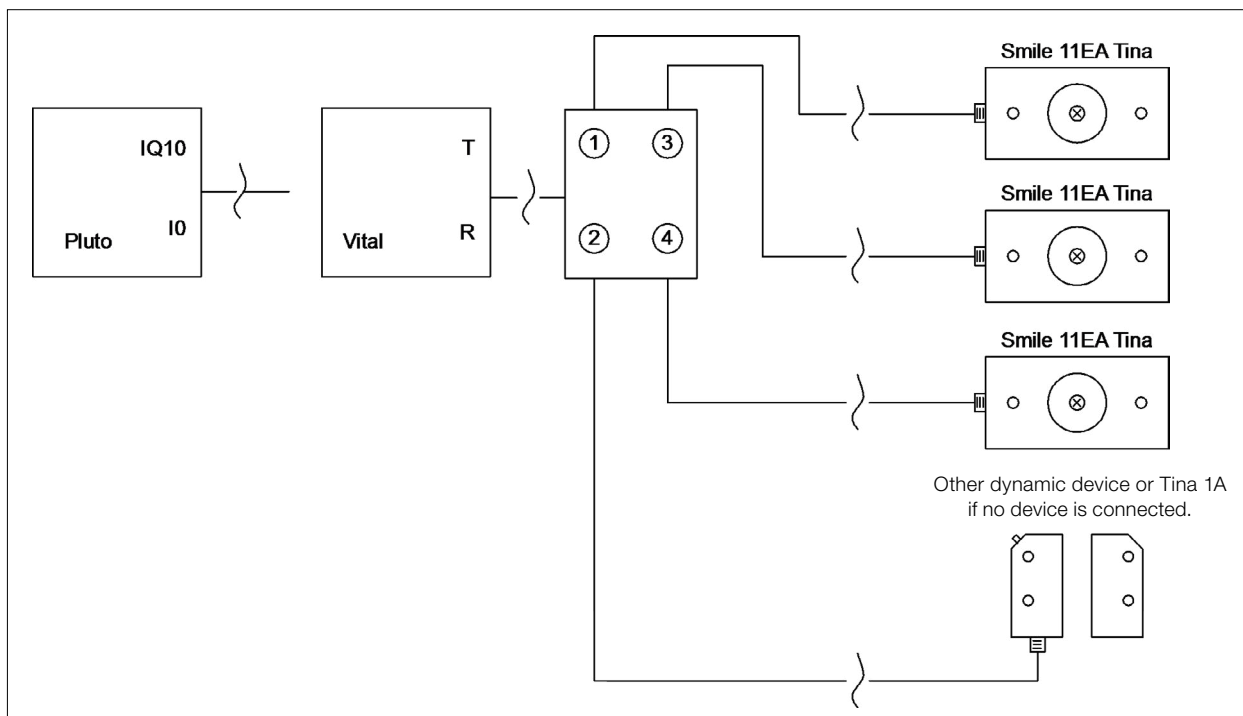 Smile 11EA Tina
IQ10
I0
Pluto
T
R
Vital
1
3
2
4
Smile 11EA Tina
Smile 11EA Tina
Other dynamic device or Tina 1A
if no device is connected.